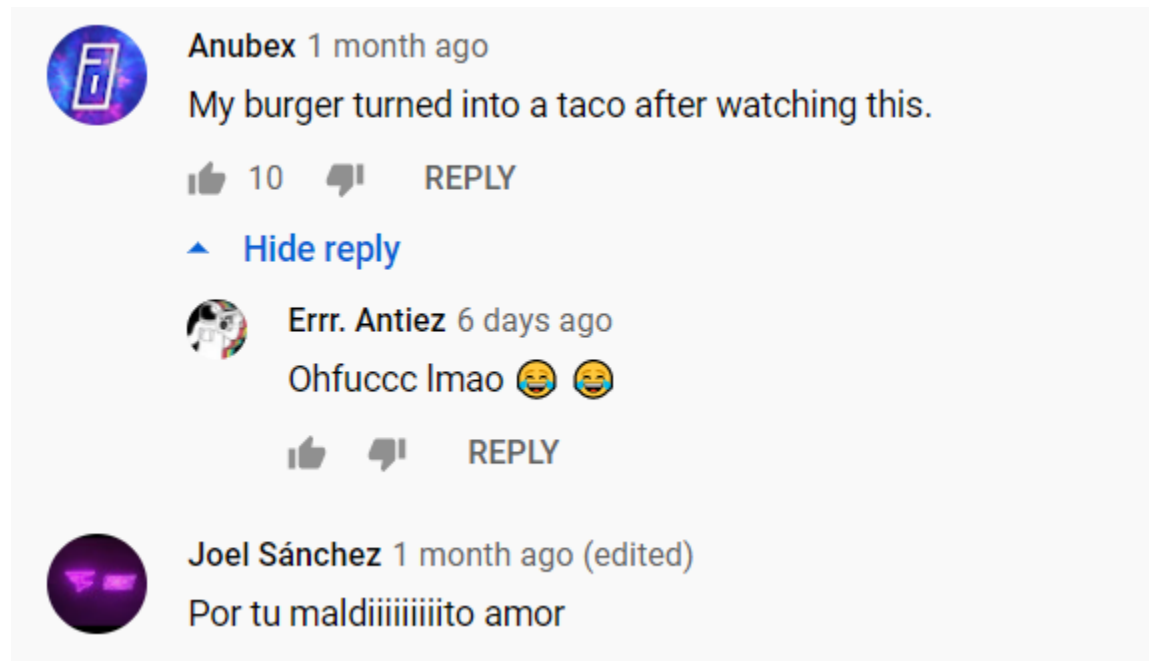 Anubex 1 month ago
My burger turned into a taco after watching this.
10 REPLY
Hide reply
Errr. Antiez 6 days ago
Ohfuccc lmao 😂 😂
REPLY
Joel Sánchez 1 month ago (edited)
Por tu maldiiiiiiiiiito amor